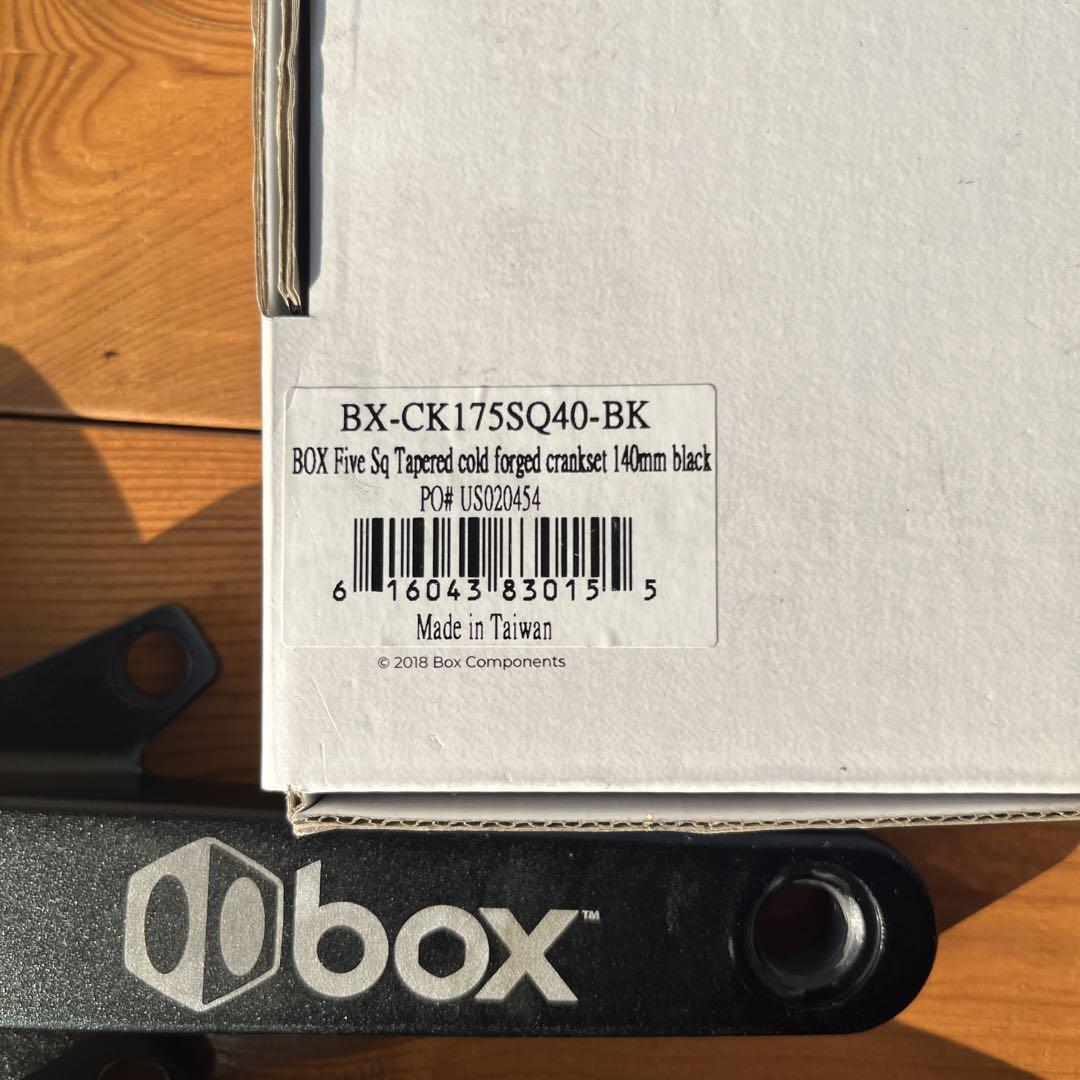 BX-CK175SQ40-BK
BOX Five Sq Tapered cold forged crankset 140mm black
PO# US020454
6 16043 83015 5
Made in Taiwan
© 2018 Box Components
box™